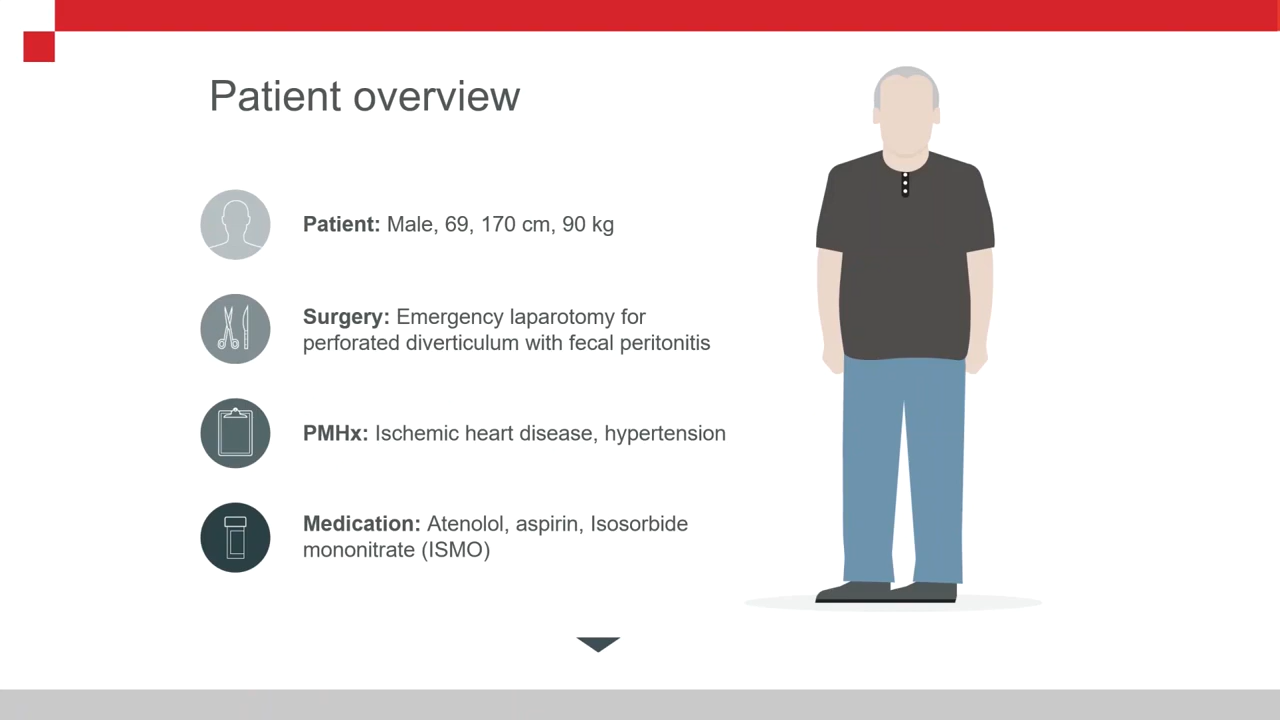 Patient overview
Patient: Male, 69, 170 cm, 90 kg
Surgery: Emergency laparotomy for
perforated diverticulum with fecal peritonitis
PMHx: Ischemic heart disease, hypertension
Medication: Atenolol, aspirin, Isosorbide
mononitrate (ISMO)